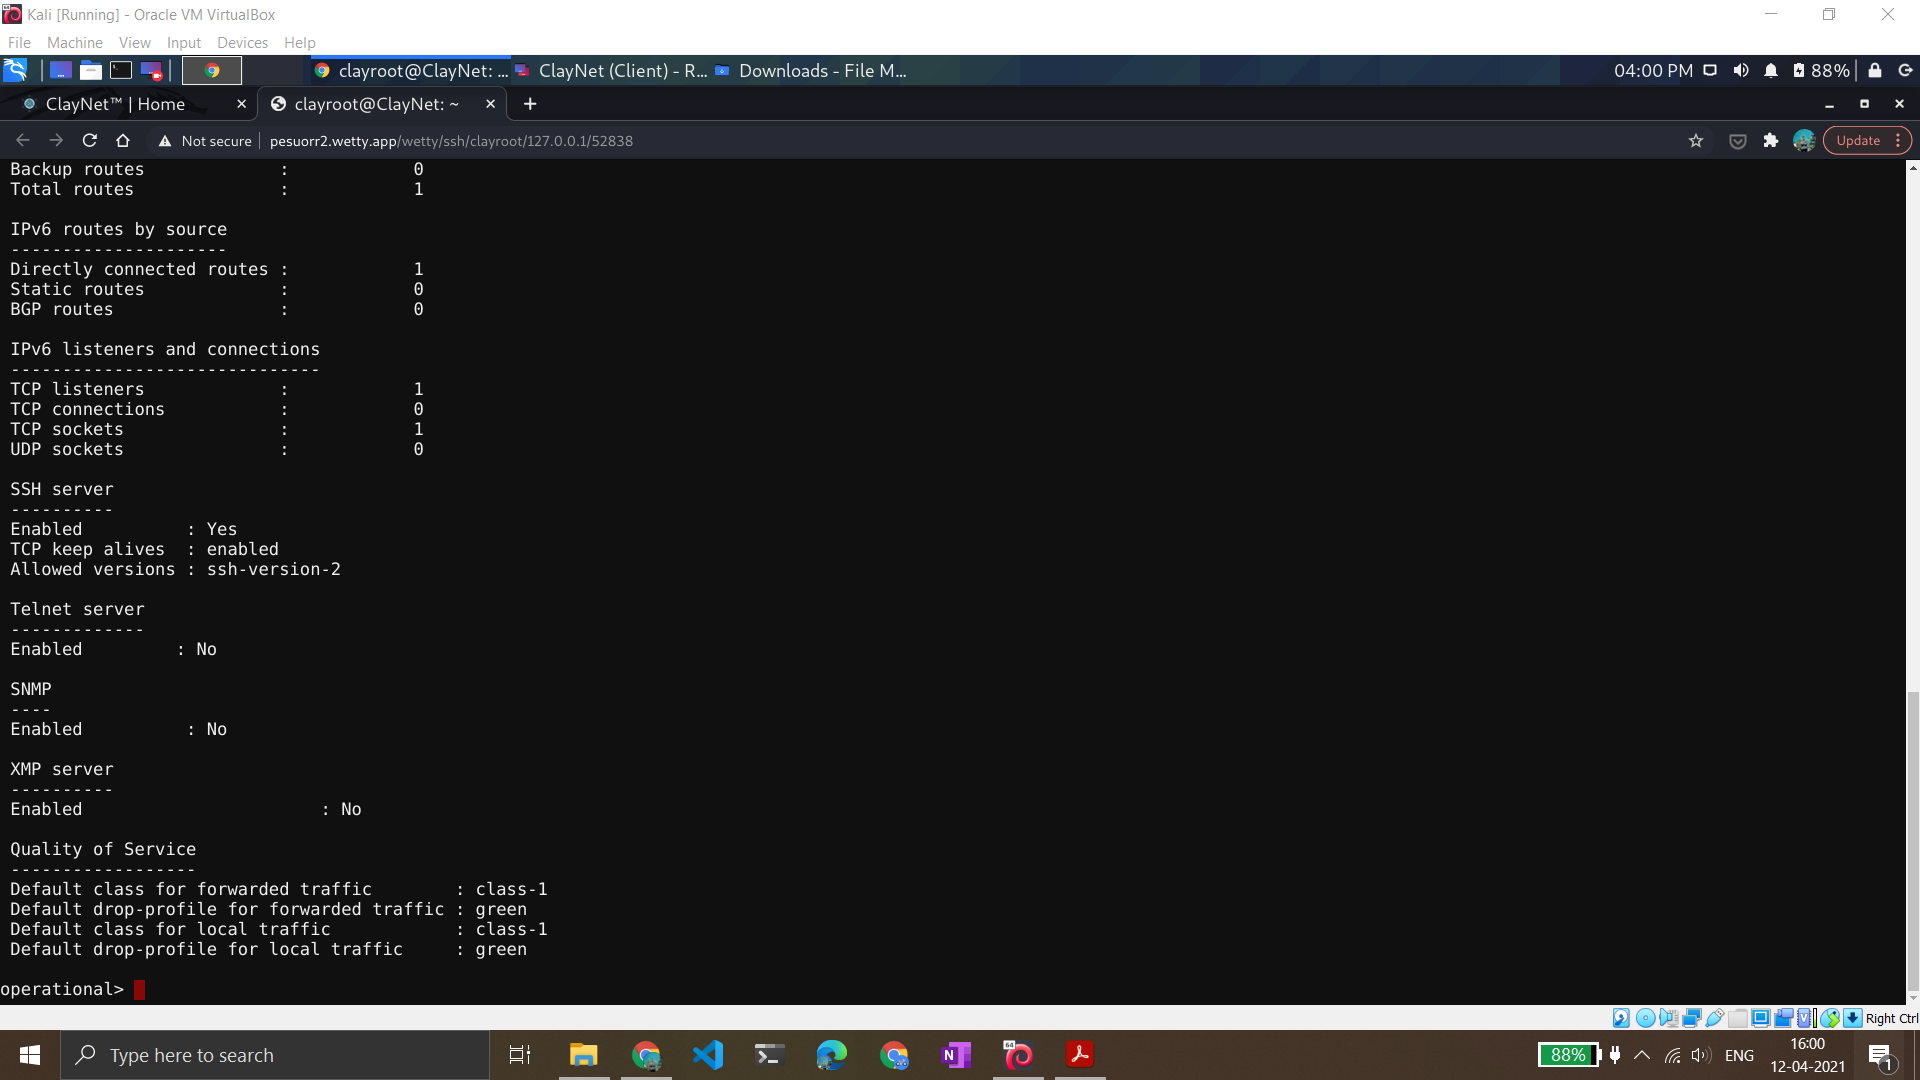 Kali [Running] - Oracle VM VirtualBox
File Machine View Input Devices Help
clayroot@ClayNet: ... ClayNet (Client) - R... Downloads - File M... 04:00 PM 88%
ClayNet™ | Home clayroot@ClayNet: ~
Not secure pesuorr2.wetty.app/wetty/ssh/clayroot/127.0.0.1/52838 Update
Backup routes : 0
Total routes : 1
IPv6 routes by source
---------------------
Directly connected routes : 1
Static routes : 0
BGP routes : 0
IPv6 listeners and connections
------------------------------
TCP listeners : 1
TCP connections : 0
TCP sockets : 1
UDP sockets : 0
SSH server
----------
Enabled : Yes
TCP keep alives : enabled
Allowed versions : ssh-version-2
Telnet server
-------------
Enabled : No
SNMP
----
Enabled : No
XMP server
----------
Enabled : No
Quality of Service
------------------
Default class for forwarded traffic : class-1
Default drop-profile for forwarded traffic : green
Default class for local traffic : class-1
Default drop-profile for local traffic : green
operational>
Right Ctrl
Type here to search 88% ENG 16:00
12-04-2021 1